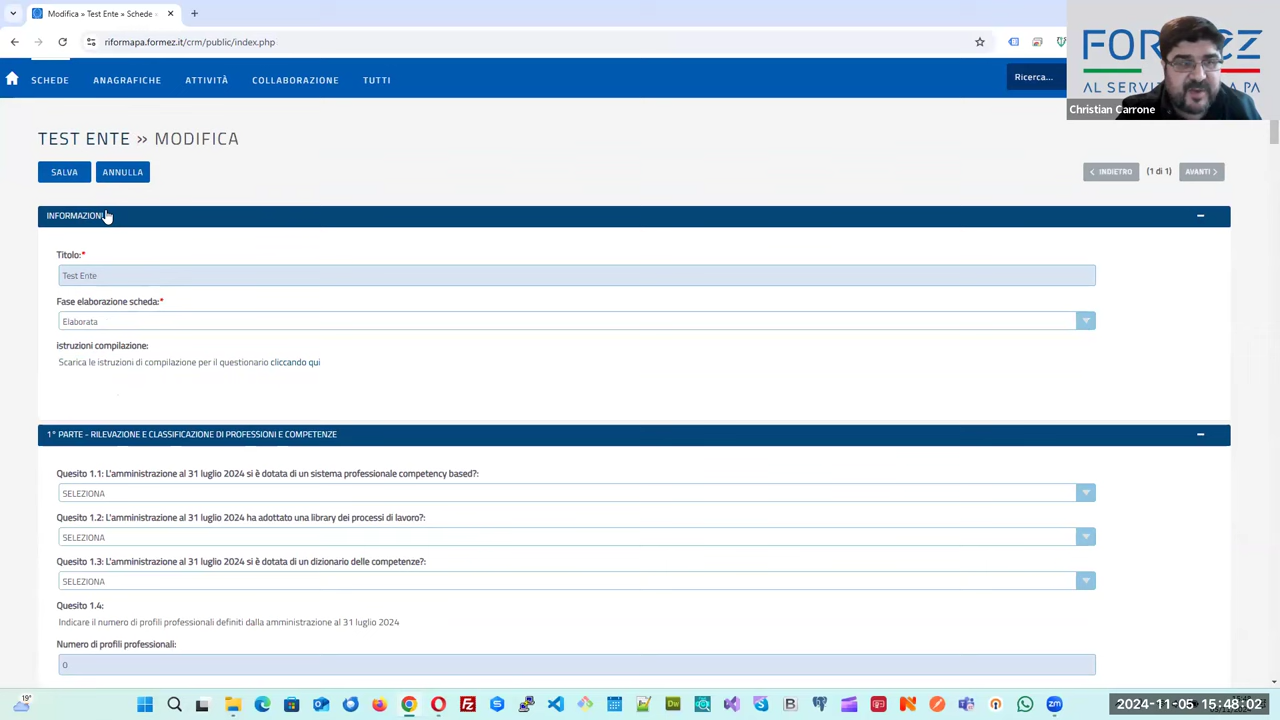 Modifica » Test Ente » Schede
riformapa.formez.it/crm/public/index.php
SCHEDE ANAGRAFICHE ATTIVITÀ COLLABORAZIONE TUTTI
Ricerca...
FORMEZ
AL SERVIZIO DELLA PA
Christian Carrone
TEST ENTE » MODIFICA
SALVA ANNULLA
INDIETRO (1 di 1) AVANTI
INFORMAZIONI
Titolo:*
Test Ente
Fase elaborazione scheda:*
Elaborata
istruzioni compilazione:
Scarica le istruzioni di compilazione per il questionario cliccando qui
1° PARTE - RILEVAZIONE E CLASSIFICAZIONE DI PROFESSIONI E COMPETENZE
Quesito 1.1: L'amministrazione al 31 luglio 2024 si è dotata di un sistema professionale competency based?:
SELEZIONA
Quesito 1.2: L'amministrazione al 31 luglio 2024 ha adottato una library dei processi di lavoro?:
SELEZIONA
Quesito 1.3: L'amministrazione al 31 luglio 2024 si è dotata di un dizionario delle competenze?:
SELEZIONA
Quesito 1.4:
Indicare il numero di profili professionali definiti dalla amministrazione al 31 luglio 2024
Numero di profili professionali:
0
19°
2024-11-05 15:48:02